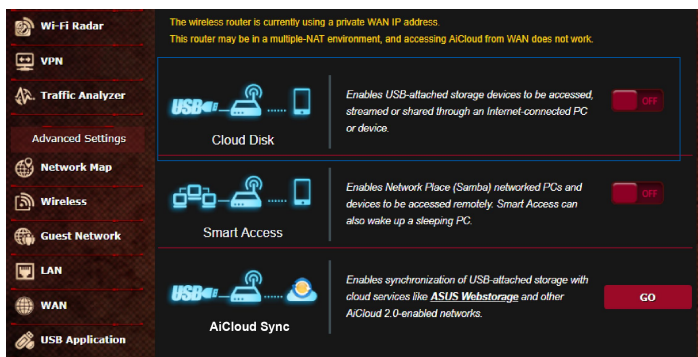 Wi-Fi Radar
VPN
Traffic Analyzer
Advanced Settings
Network Map
Wireless
Guest Network
LAN
WAN
USB Application
The wireless router is currently using a private WAN IP address.
This router may be in a multiple-NAT environment, and accessing AiCloud from WAN does not work.
USB
Cloud Disk
Enables USB-attached storage devices to be accessed,
streamed or shared through an Internet-connected PC
or device.
OFF
Smart Access
Enables Network Place (Samba) networked PCs and
devices to be accessed remotely. Smart Access can
also wake up a sleeping PC.
OFF
USB
AiCloud Sync
Enables synchronization of USB-attached storage with
cloud services like ASUS Webstorage and other
AiCloud 2.0-enabled networks.
GO